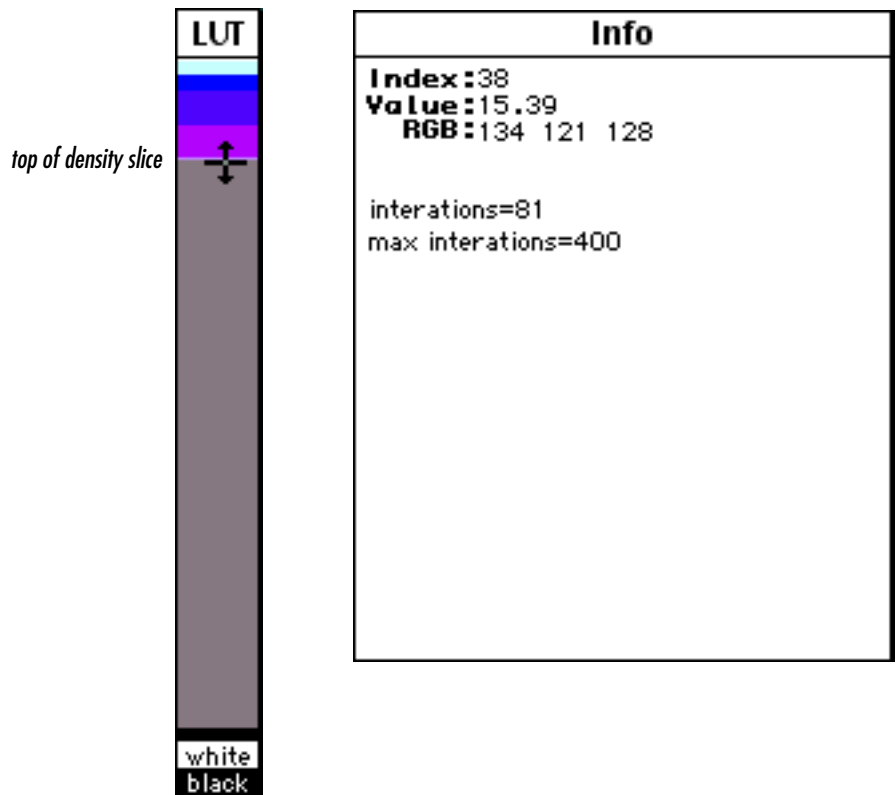 LUT
top of density slice
white
black
Info
Index:38
Value:15.39
RGB:134 121 128
interations=81
max interations=400